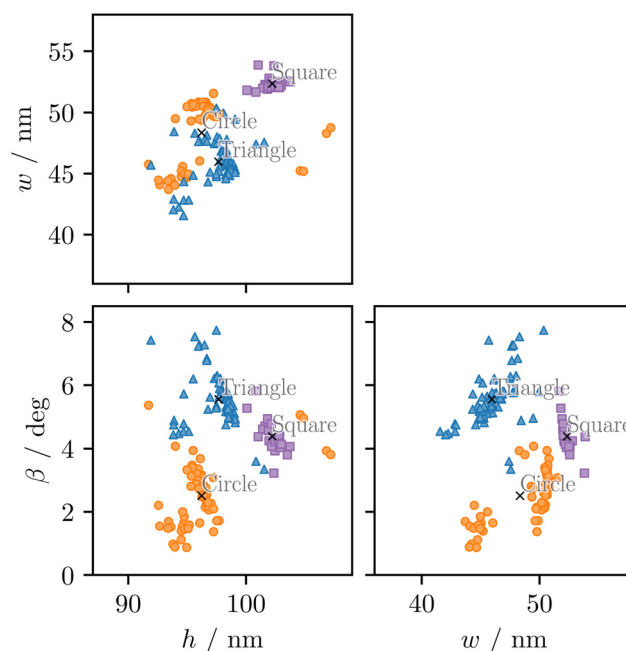 55
50
45
40
w / nm
Square
Circle
Triangle
8
6
4
2
0
β / deg
Triangle
Square
Circle
Triangle
Square
Circle
90
100
h / nm
40
50
w / nm